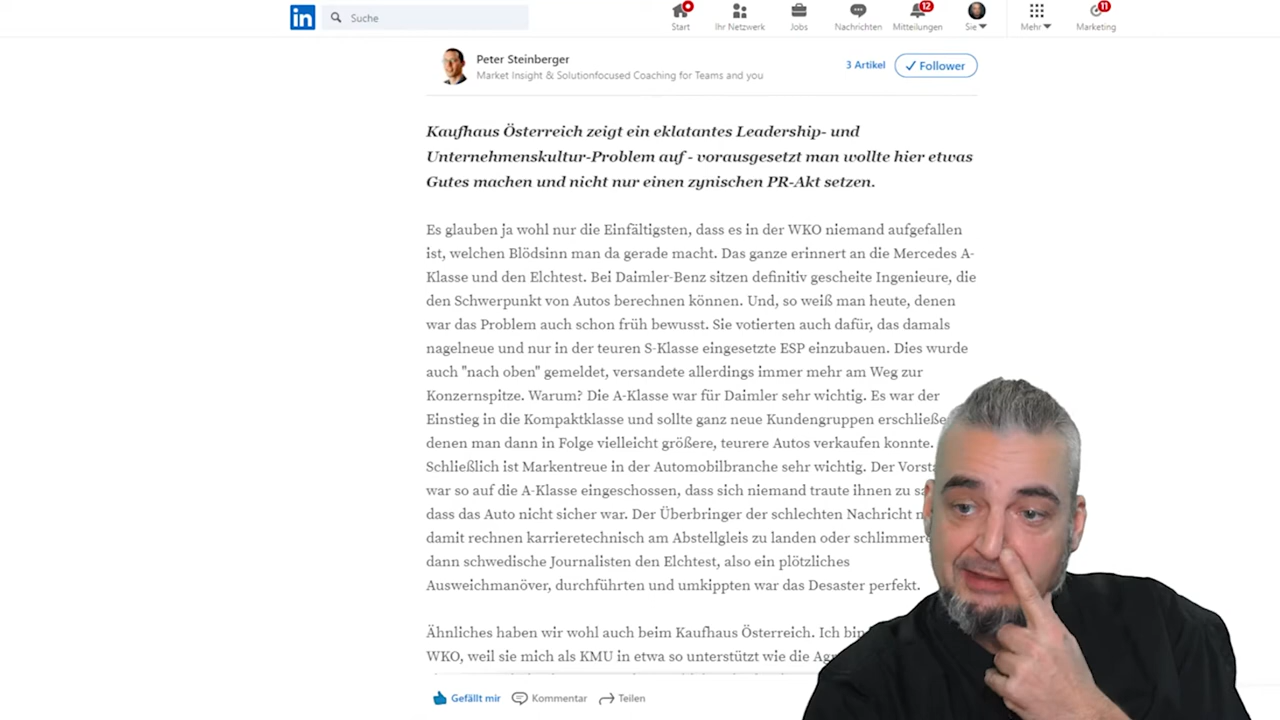 in
Suche
12
11
Start
Ihr Netzwerk
Jobs
Nachrichten
Mitteilungen
Sie
Mehr
Marketing
Peter Steinberger
Market Insight & Solutionfocused Coaching for Teams and you
3 Artikel
✓ Follower
Kaufhaus Österreich zeigt ein eklatantes Leadership- und
Unternehmenskultur-Problem auf - vorausgesetzt man wollte hier etwas
Gutes machen und nicht nur einen zynischen PR-Akt setzen.
Es glauben ja wohl nur die Einfältigsten, dass es in der WKO niemand aufgefallen
ist, welchen Blödsinn man da gerade macht. Das ganze erinnert an die Mercedes A-
Klasse und den Elchtest. Bei Daimler-Benz sitzen definitiv gescheite Ingenieure, die
den Schwerpunkt von Autos berechnen können. Und, so weiß man heute, denen
war das Problem auch schon früh bewusst. Sie votierten auch dafür, das damals
nagelneue und nur in der teuren S-Klasse eingesetzte ESP einzubauen. Dies wurde
auch "nach oben" gemeldet, versandete allerdings immer mehr am Weg zur
Konzernspitze. Warum? Die A-Klasse war für Daimler sehr wichtig. Es war der
Einstieg in die Kompaktklasse und sollte ganz neue Kundengruppen erschließe
denen man dann in Folge vielleicht größere, teurere Autos verkaufen konnte.
Schließlich ist Markentreue in der Automobilbranche sehr wichtig. Der Vorsta
war so auf die A-Klasse eingeschossen, dass sich niemand traute ihnen zu sa
dass das Auto nicht sicher war. Der Überbringer der schlechten Nachricht
damit rechnen karrieretechnisch am Abstellgleis zu landen oder schlimmere
dann schwedische Journalisten den Elchtest, also ein plötzliches
Ausweichmanöver, durchführten und umkippten war das Desaster perfekt.
Ähnliches haben wir wohl auch beim Kaufhaus Österreich. Ich bin
WKO, weil sie mich als KMU in etwa so unterstützt wie die
Gefällt mir
Kommentar
Teilen